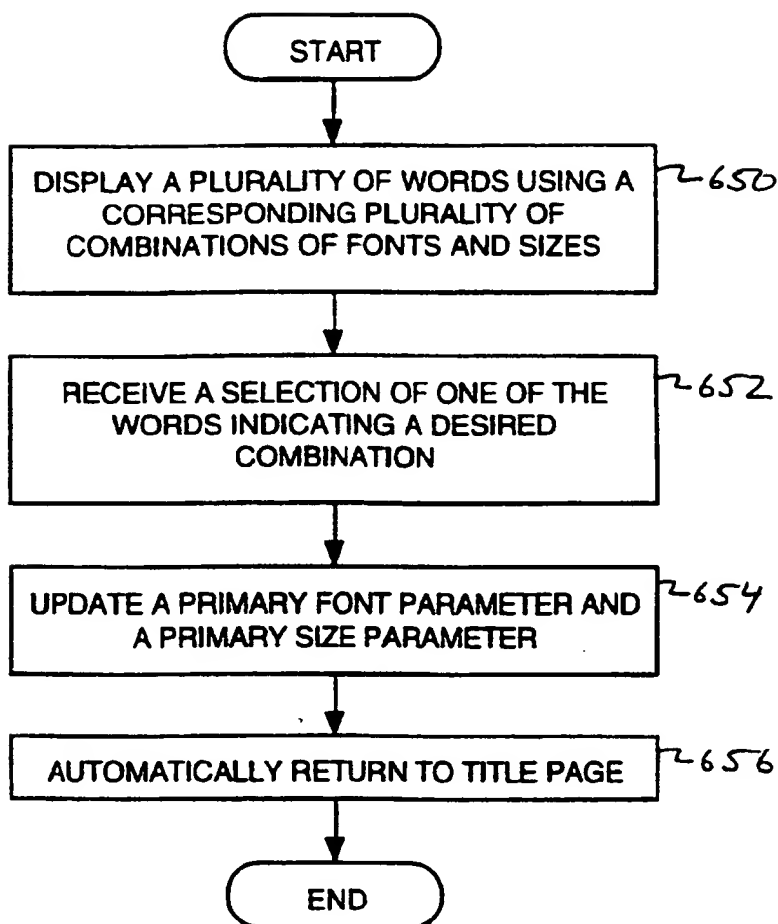 START
DISPLAY A PLURALITY OF WORDS USING A
CORRESPONDING PLURALITY OF
COMBINATIONS OF FONTS AND SIZES
650
RECEIVE A SELECTION OF ONE OF THE
WORDS INDICATING A DESIRED
COMBINATION
652
UPDATE A PRIMARY FONT PARAMETER AND
A PRIMARY SIZE PARAMETER
654
AUTOMATICALLY RETURN TO TITLE PAGE
656
END